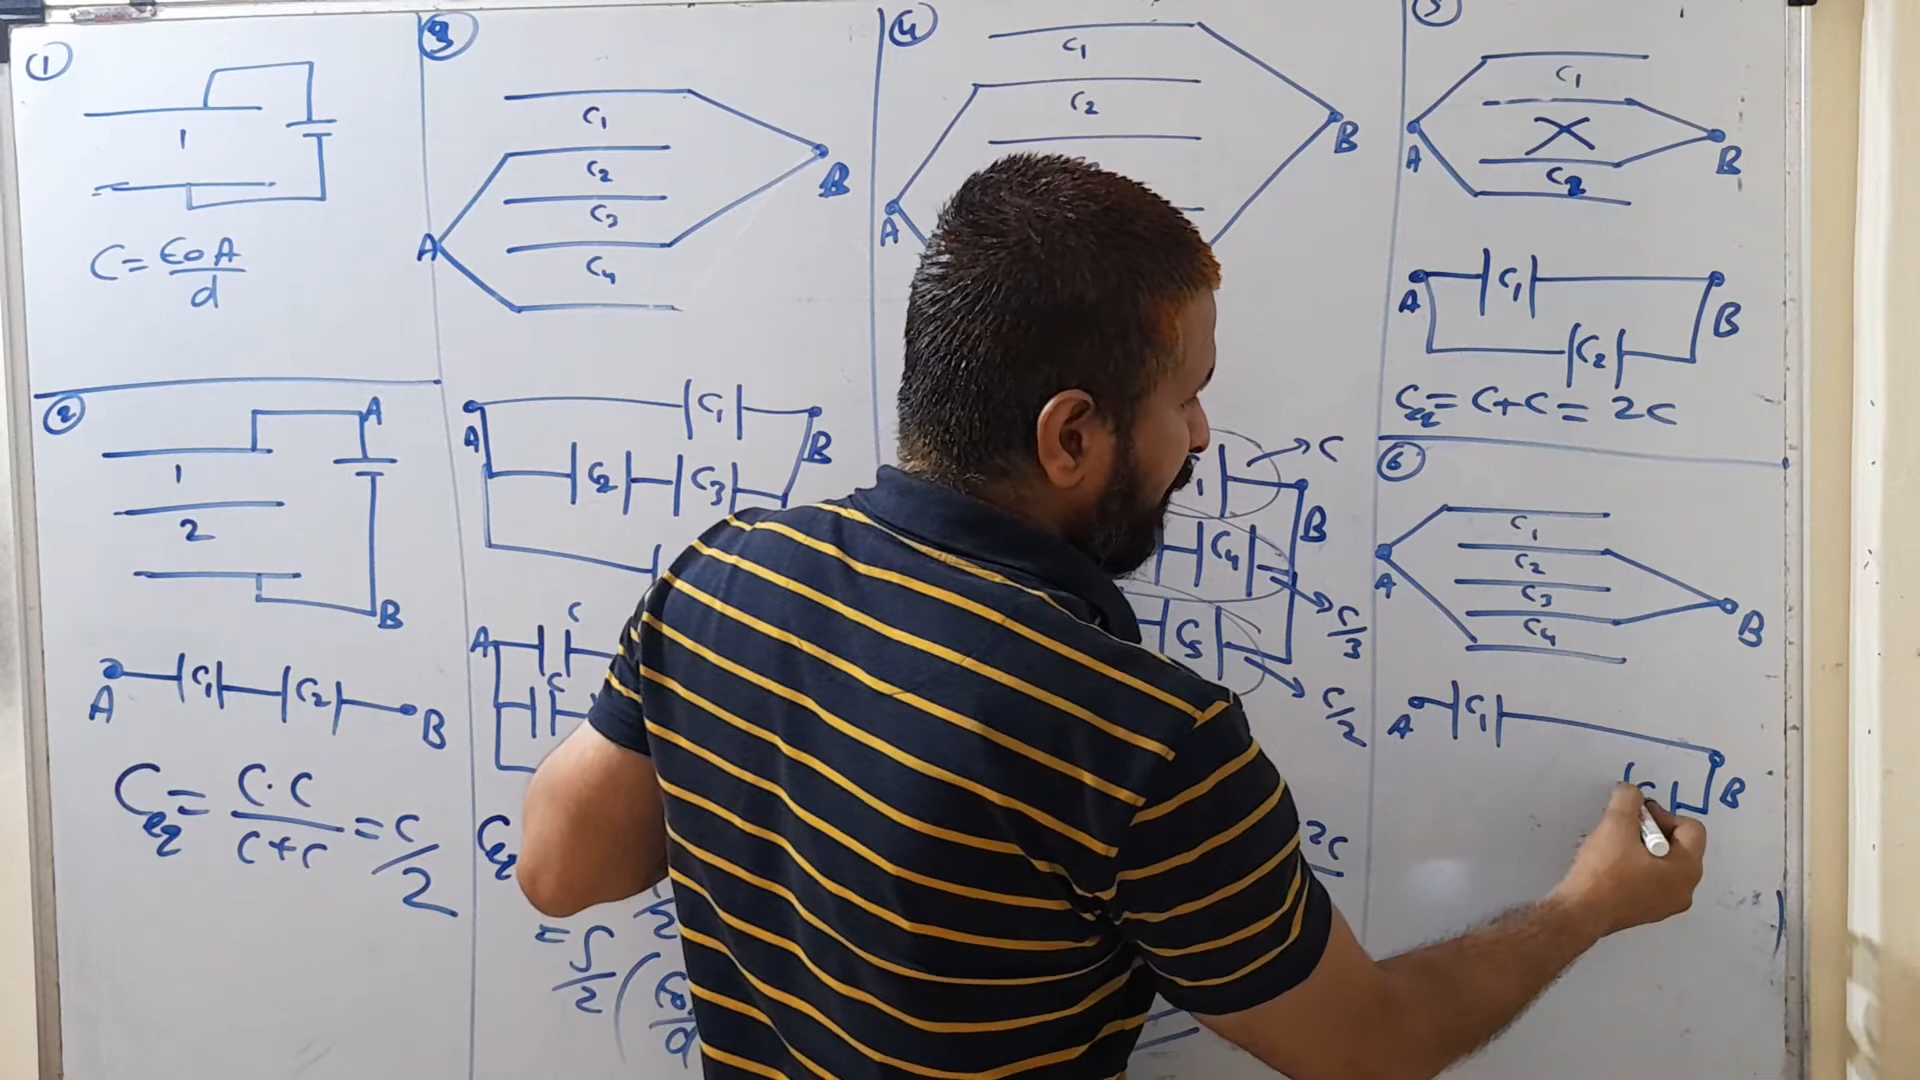 ①
1
C = ε0A/d
②
1
2
A
B
A C1 C2 B
Ceq = C·C/C+C = C/2
③
C1
C2
C3
C4
A
B
A C1 B
C2 C3
A C
C
Ceq
= 5/2 (ε0
d
④
C1
C2
A
B
1 → C
B
C4
C/3
C5
C/2
2C
5
C1
X
C2
A
B
A C1 B
C2
Ceq = C+C = 2C
⑥
C1
C2
C3
C4
A
B
A C1
B